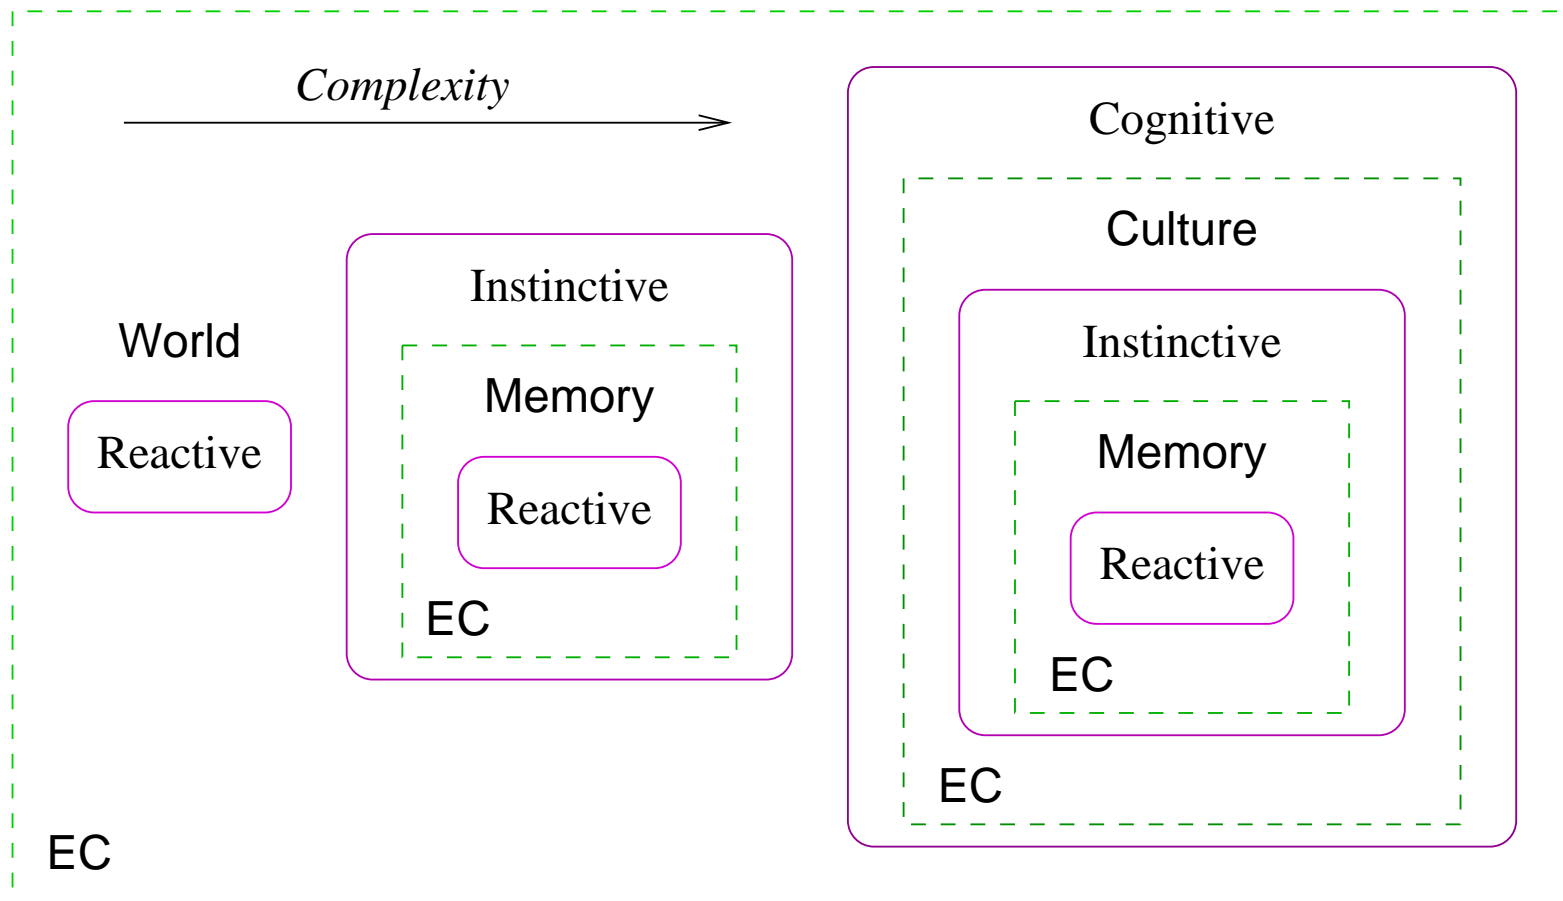 Complexity
World
Reactive
EC
Instinctive
Memory
Reactive
EC
Cognitive
Culture
Instinctive
Memory
Reactive
EC
EC